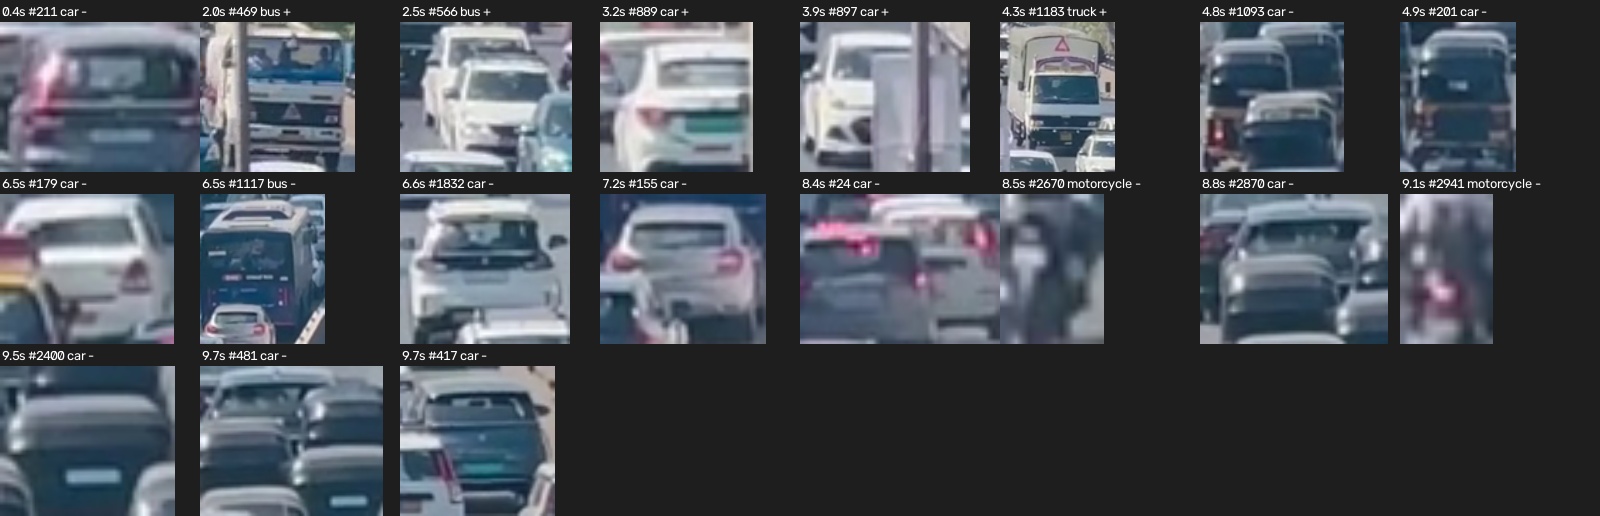 0.4s #211 car -
2.0s #469 bus +
2.5s #566 bus +
3.2s #889 car +
3.9s #897 car +
4.3s #1183 truck +
4.8s #1093 car -
4.9s #201 car -
6.5s #179 car -
6.5s #1117 bus -
6.6s #1832 car -
7.2s #155 car -
8.4s #24 car -
8.5s #2670 motorcycle -
8.8s #2870 car -
9.1s #2941 motorcycle -
9.5s #2400 car -
9.7s #481 car -
9.7s #417 car -